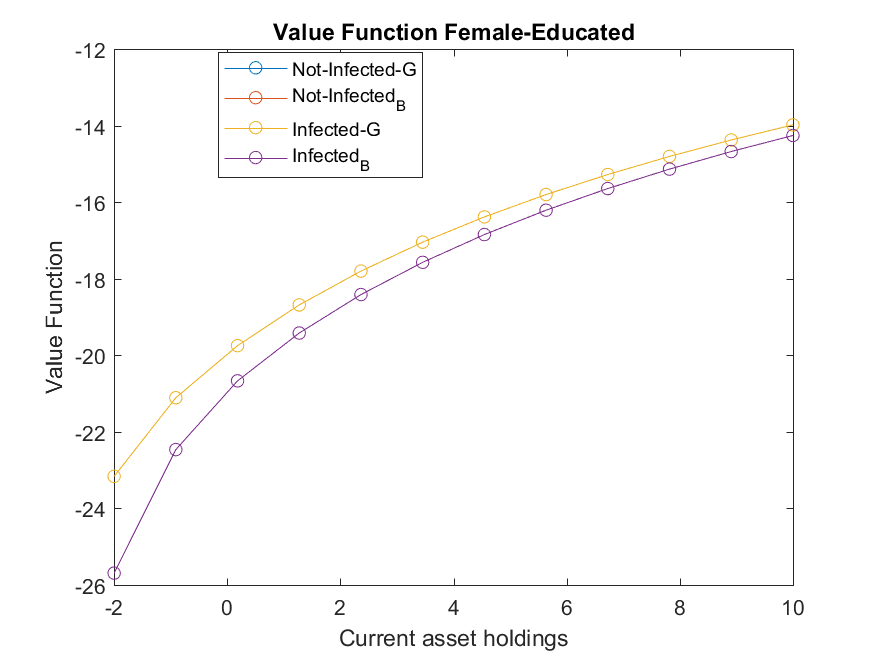 Value Function Female-Educated
-12
-14
-16
-18
-20
-22
-24
-26
Value Function
Not-Infected-G
Not-Infected_B
Infected-G
Infected_B
-2 0 2 4 6 8 10
Current asset holdings